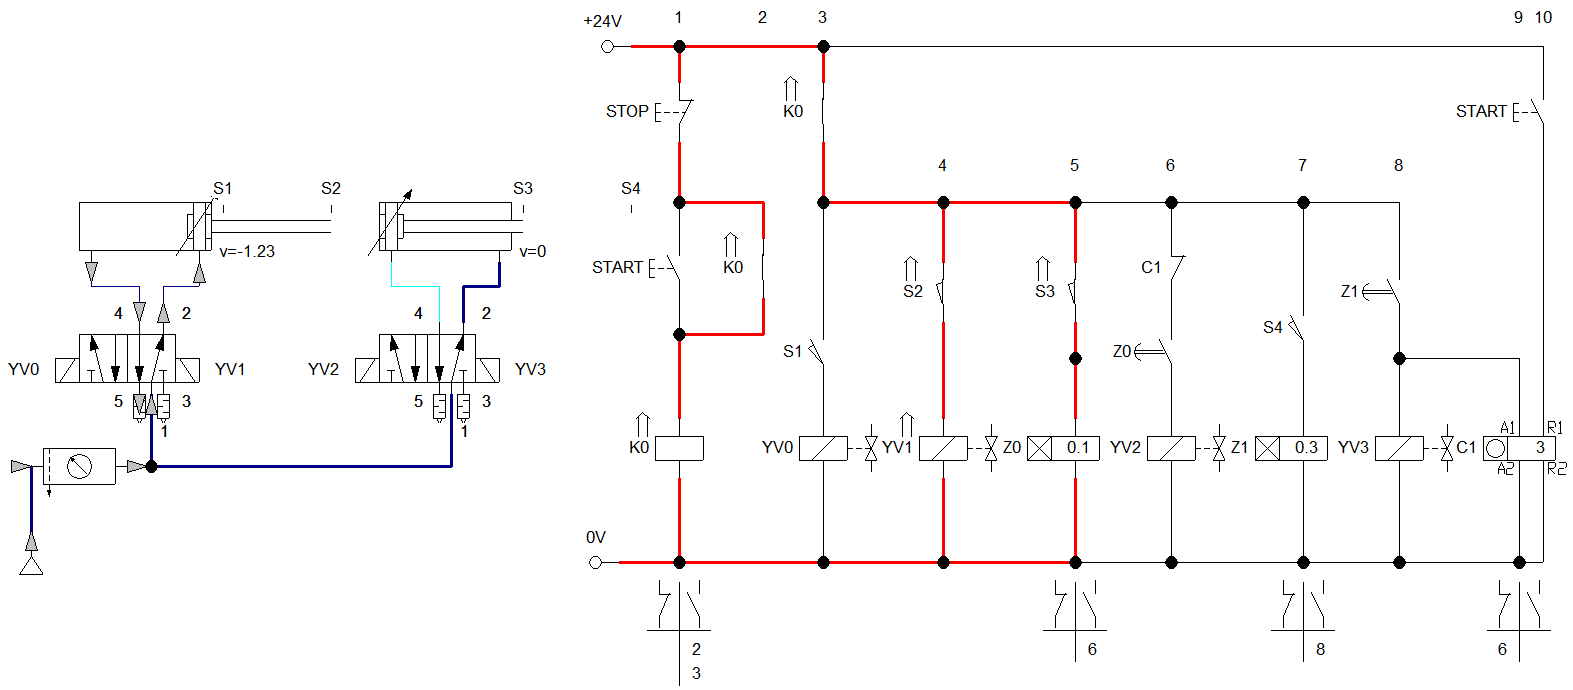 +24V 1 2 3 9 10
STOP K0 START
4 5 6 7 8
S1 S2 S3 S4
v=-1.23 v=0
START K0 S2 S3 C1 Z1
4 2 4 2
S1 Z0 S4
YV0 YV1 YV2 YV3
5 3 5 3
1 1
A1 R1
K0 YV0 YV1 Z0 0.1 YV2 Z1 0.3 YV3 C1 3
A2 R2
0V
2 6 8 6
3